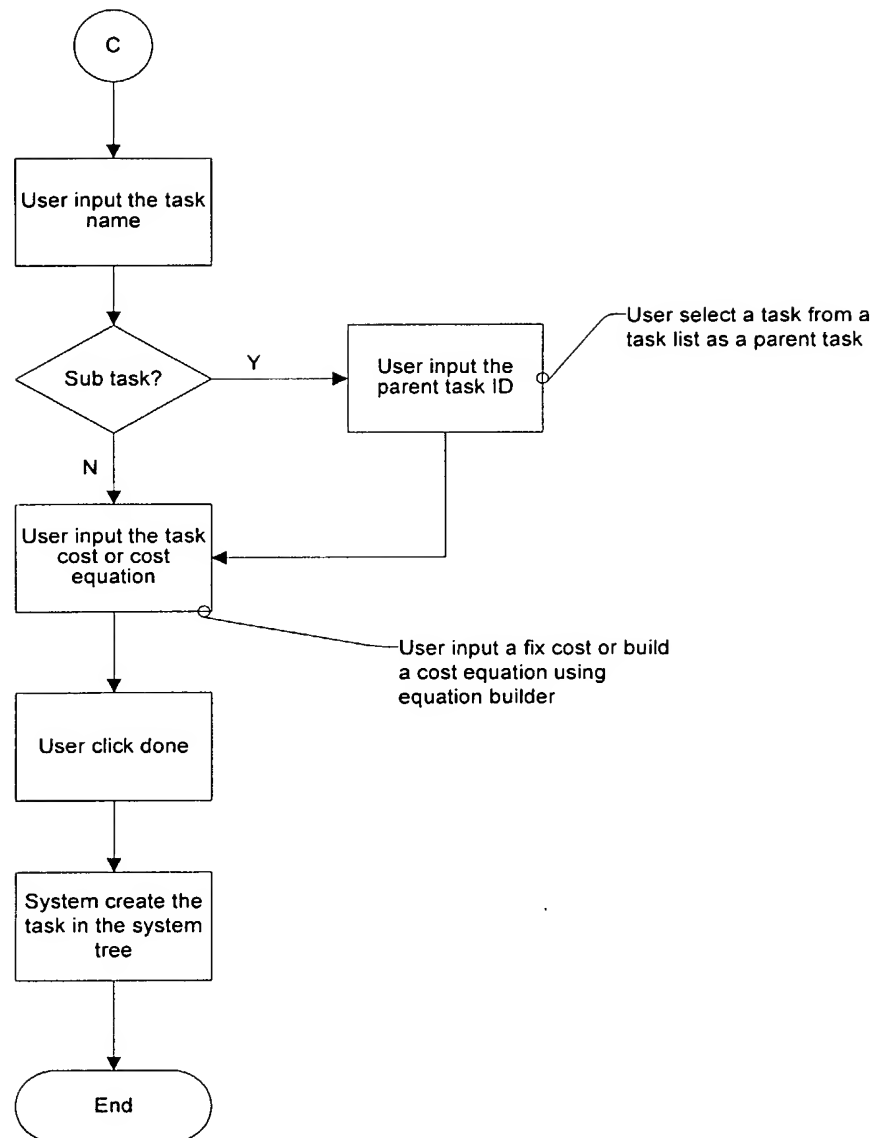 C
User input the task
name
Sub task?
Y
User input the
parent task ID
User select a task from a
task list as a parent task
N
User input the task
cost or cost
equation
User input a fix cost or build
a cost equation using
equation builder
User click done
System create the
task in the system
tree
End